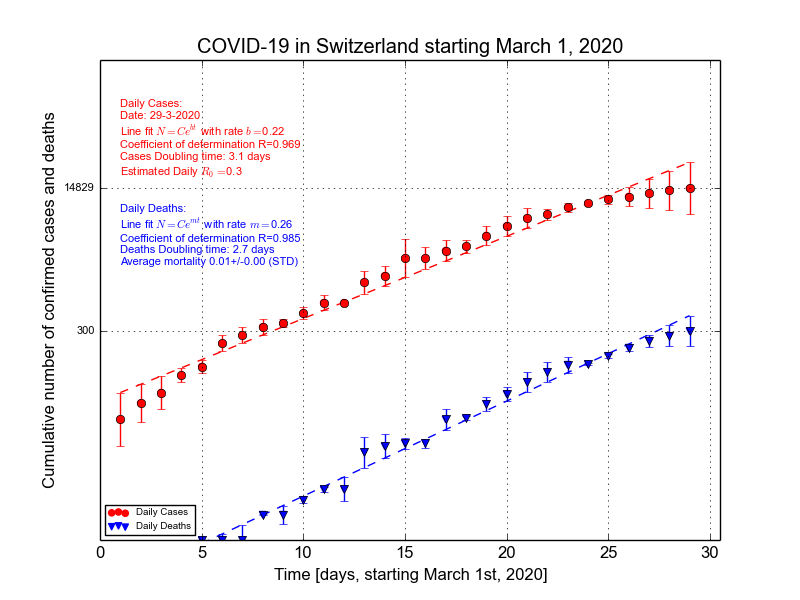 COVID-19 in Switzerland starting March 1, 2020
Cumulative number of confirmed cases and deaths
14829
300
Daily Cases:
Date: 29-3-2020
Line fit N=Ce^{bt} with rate b=0.22
Coefficient of determination R=0.969
Cases Doubling time: 3.1 days
Estimated Daily R_0=0.3
Daily Deaths:
Line fit N=Ce^{mt}; with rate m=0.26
Coefficient of determination R=0.985
Deaths Doubling time: 2.7 days
Average mortality 0.01+/-0.00 (STD)
Daily Cases
Daily Deaths
0 5 10 15 20 25 30
Time [days, starting March 1st, 2020]